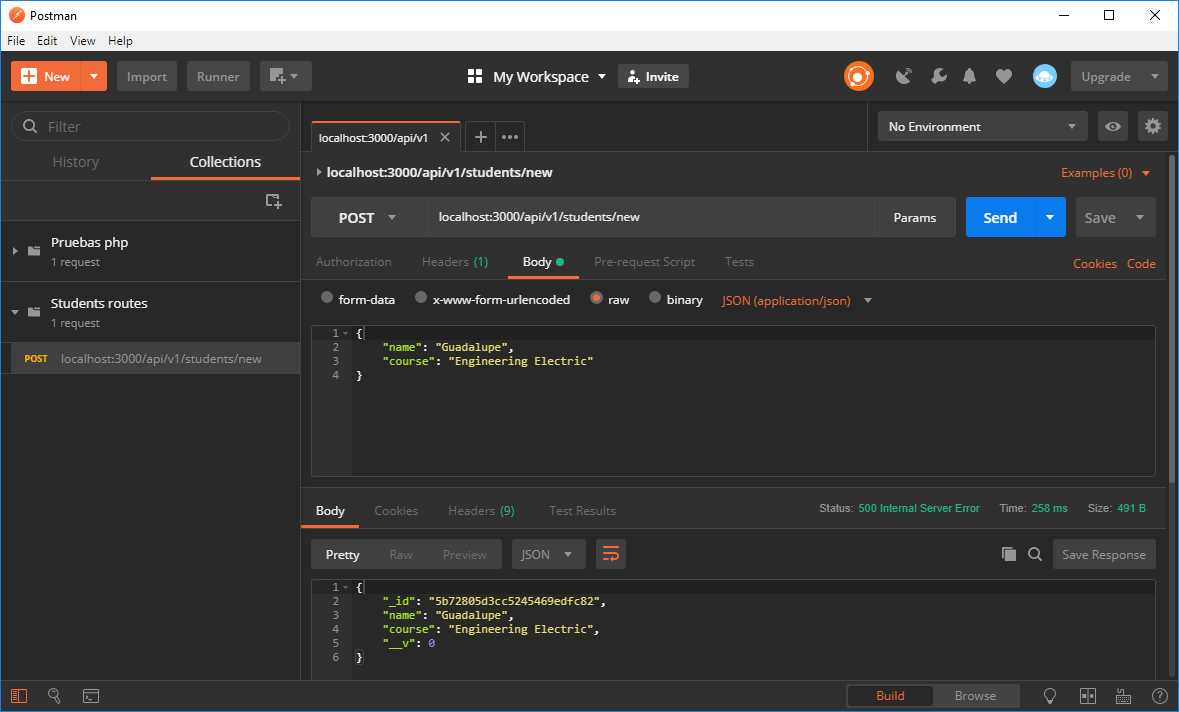 Postman
File Edit View Help
New Import Runner My Workspace Invite Upgrade
Filter
History Collections
Pruebas php
1 request
Students routes
1 request
POST localhost:3000/api/v1/students/new
localhost:3000/api/v1
No Environment
localhost:3000/api/v1/students/new
Examples (0)
POST localhost:3000/api/v1/students/new Params Send Save
Authorization Headers (1) Body Pre-request Script Tests Cookies Code
form-data x-www-form-urlencoded raw binary JSON (application/json)
1 {
2 "name": "Guadalupe",
3 "course": "Engineering Electric"
4 }
Body Cookies Headers (9) Test Results Status: 500 Internal Server Error Time: 258 ms Size: 491 B
Pretty Raw Preview JSON Save Response
1 {
2 "_id": "5b72805d3cc5245469edfc82",
3 "name": "Guadalupe",
4 "course": "Engineering Electric",
5 "__v": 0
6 }
Build Browse